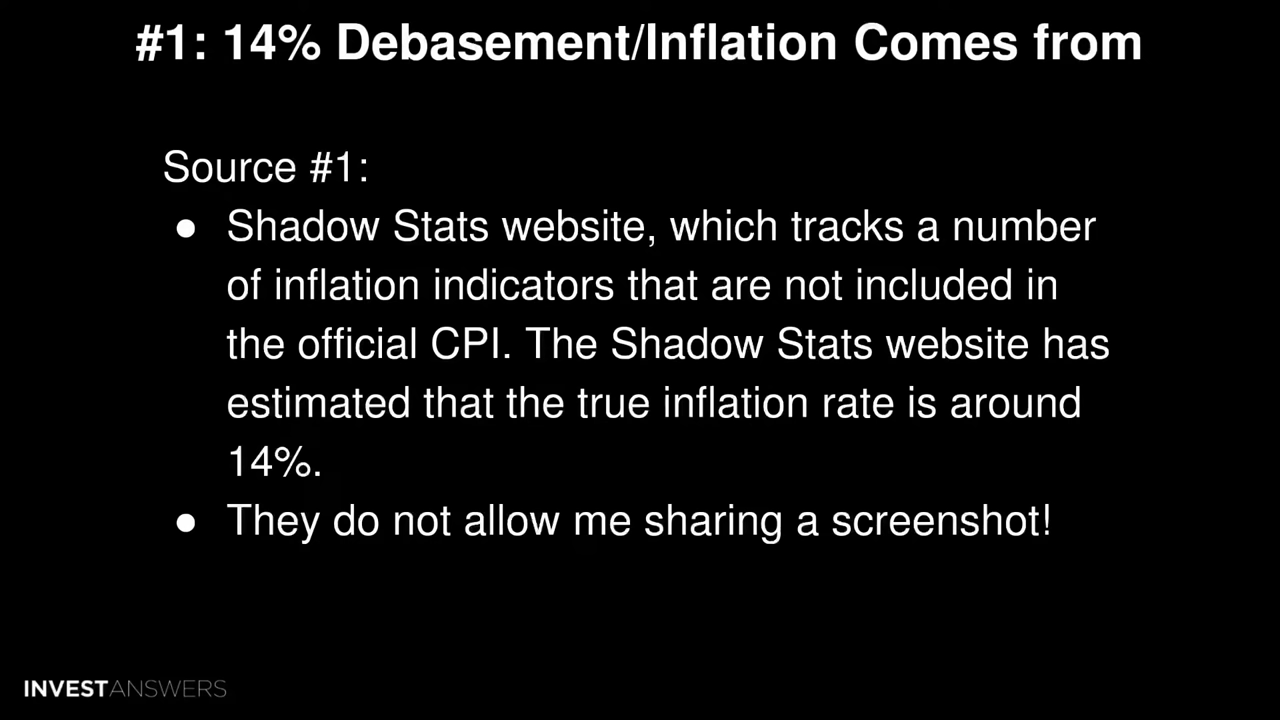 #1: 14% Debasement/Inflation Comes from
Source #1:
● Shadow Stats website, which tracks a number
of inflation indicators that are not included in
the official CPI. The Shadow Stats website has
estimated that the true inflation rate is around
14%.
● They do not allow me sharing a screenshot!
INVESTANSWERS